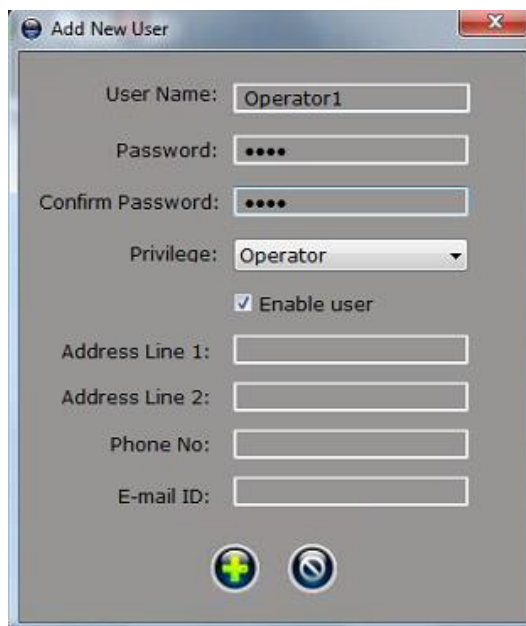 Add New User
User Name: Operator1
Password: ••••
Confirm Password: ••••
Privilege: Operator
Enable user
Address Line 1:
Address Line 2:
Phone No:
E-mail ID: